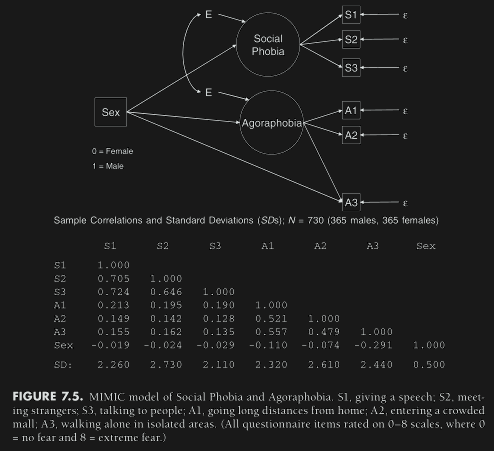 E
S1
ε
Social
Phobia
S2
ε
S3
ε
E
Sex
Agoraphobia
A1
ε
A2
ε
0 = Female
1 = Male
A3
ε
Sample Correlations and Standard Deviations (SDs); N = 730 (365 males, 365 females)
S1 S2 S3 A1 A2 A3 Sex
S1 1.000
S2 0.705 1.000
S3 0.724 0.646 1.000
A1 0.213 0.195 0.190 1.000
A2 0.149 0.142 0.128 0.521 1.000
A3 0.155 0.162 0.135 0.557 0.479 1.000
Sex -0.019 -0.024 -0.029 -0.110 -0.074 -0.291 1.000
SD: 2.260 2.730 2.110 2.320 2.610 2.440 0.500
FIGURE 7.5. MIMIC model of Social Phobia and Agoraphobia. S1, giving a speech; S2, meet-
ing strangers; S3, talking to people; A1, going long distances from home; A2, entering a crowded
mall; A3, walking alone in isolated areas. (All questionnaire items rated on 0–8 scales, where 0
= no fear and 8 = extreme fear.)